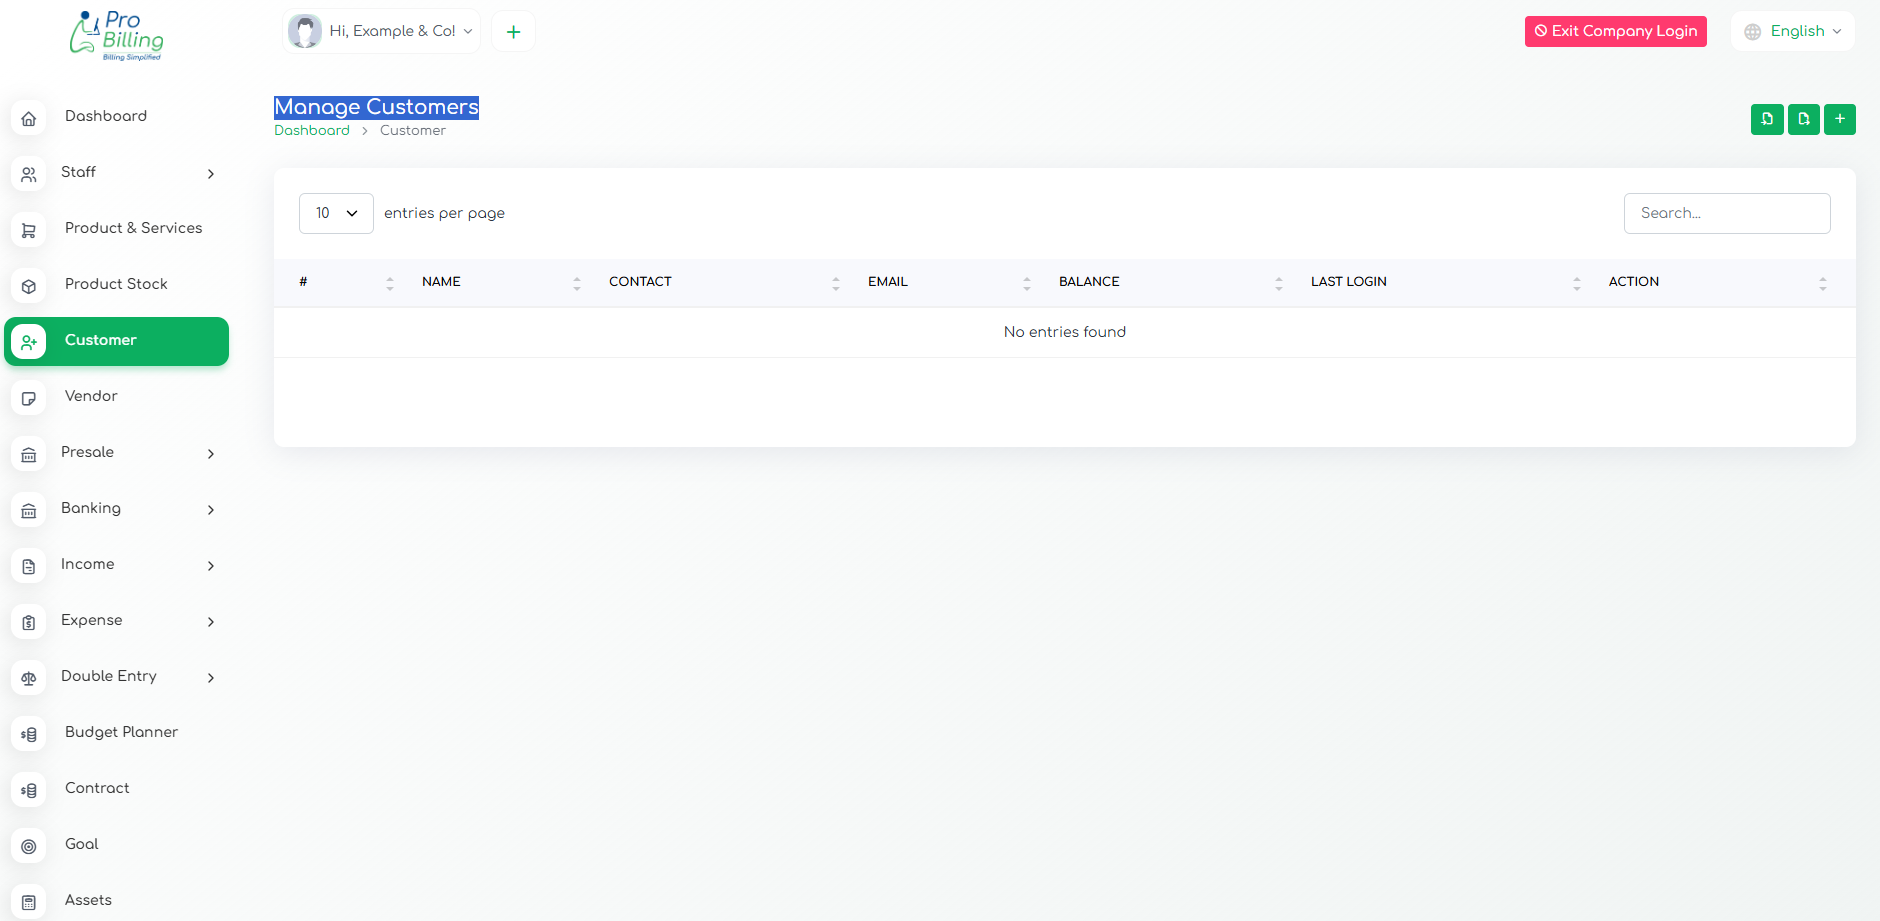 Pro
Billing
Billing Simplified
Hi, Example & Co!
Exit Company Login
English
Manage Customers
Dashboard > Customer
Dashboard
Staff
Product & Services
Product Stock
Customer
Vendor
Presale
Banking
Income
Expense
Double Entry
Budget Planner
Contract
Goal
Assets
10 entries per page
Search...
# NAME CONTACT EMAIL BALANCE LAST LOGIN ACTION
No entries found